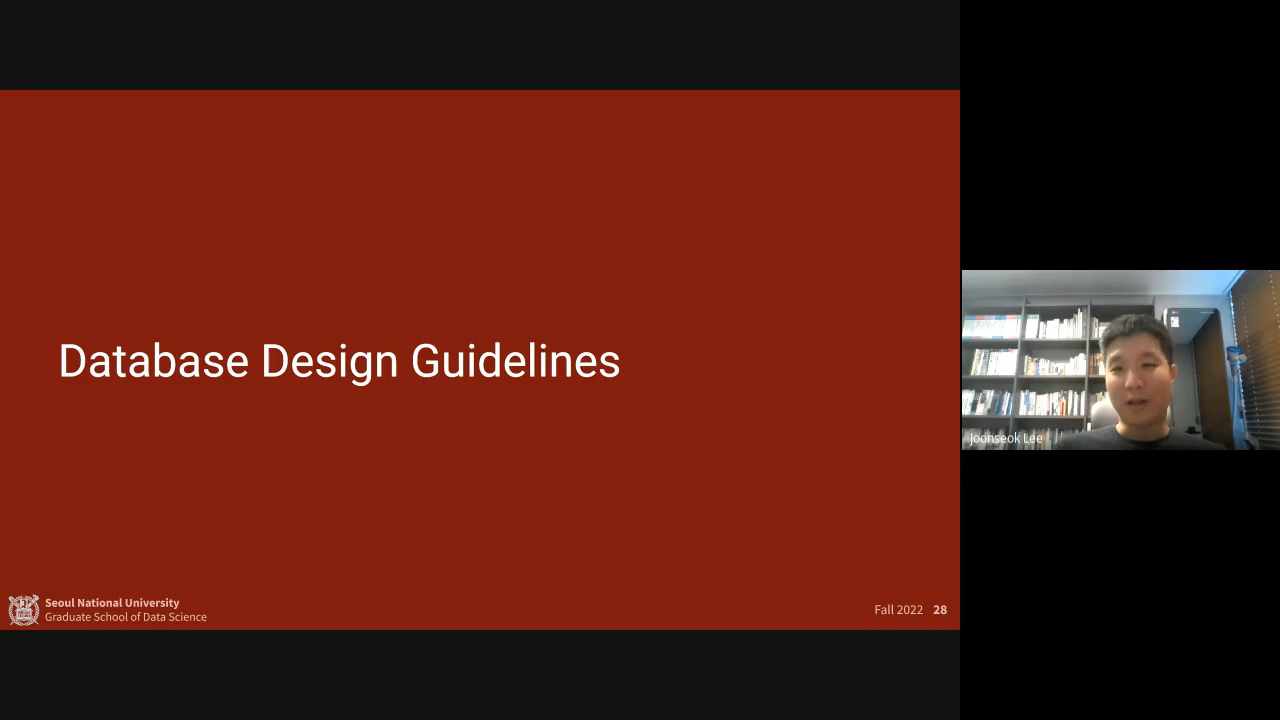 Database Design Guidelines
Joonseok Lee
Seoul National University
Graduate School of Data Science
Fall 2022 28